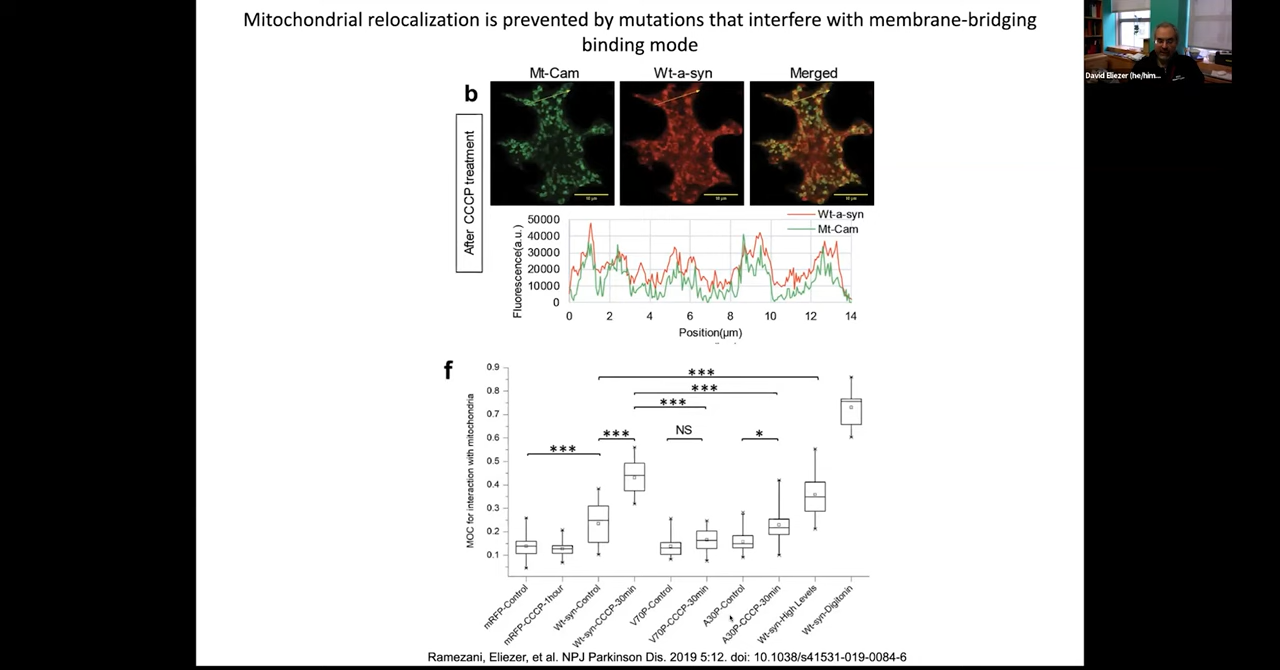 Mitochondrial relocalization is prevented by mutations that interfere with membrane-bridging
binding mode
David Eliezer (he/him...
Mt-Cam
Wt-a-syn
Merged
b
After CCCP treatment
10 µm
10 µm
10 µm
Wt-a-syn
Mt-Cam
Fluorescence(a.u.)
50000
40000
30000
20000
10000
0
0 2 4 6 8 10 12 14
Position(µm)
f
MOC for interaction with mitochondria
0.9
0.8
0.7
0.6
0.5
0.4
0.3
0.2
0.1
***
***
***
***
***
NS
*
mRFP-Control
mRFP-CCCP-1hour
Wt-syn-Control
Wt-syn-CCCP-30min
V70P-Control
V70P-CCCP-30min
A30P-Control
A30P-CCCP-30min
Wt-syn-High Levels
Wt-syn-Digitonin
Ramezani, Eliezer, et al. NPJ Parkinson Dis. 2019 5:12. doi: 10.1038/s41531-019-0084-6